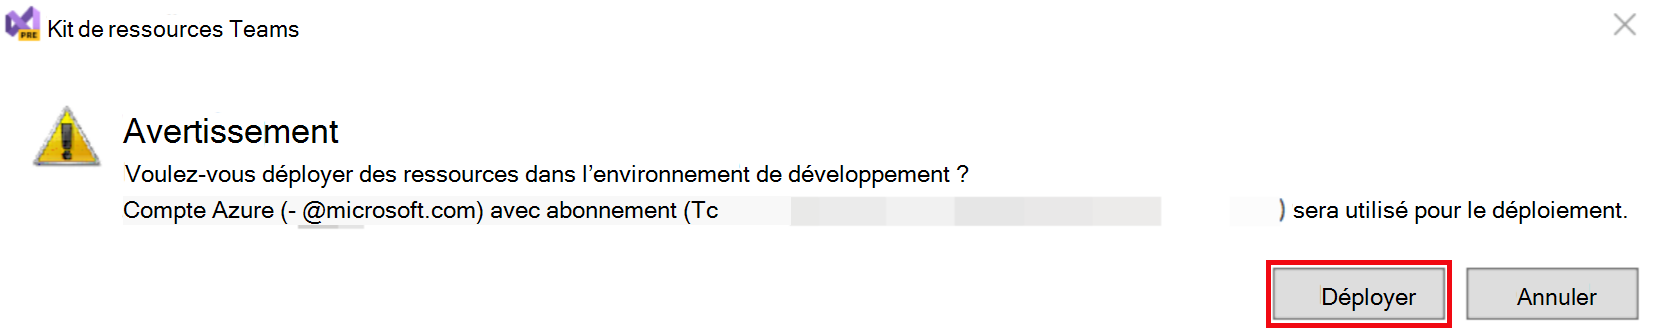 PRE
Kit de ressources Teams
Avertissement
Voulez-vous déployer des ressources dans l’environnement de développement ?
Compte Azure (- @microsoft.com) avec abonnement (Tc ) sera utilisé pour le déploiement.
Déployer Annuler